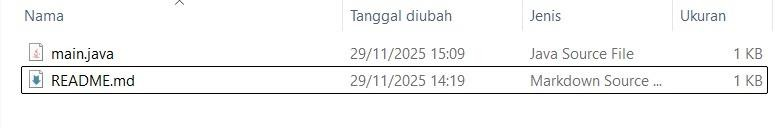 Nama Tanggal diubah Jenis Ukuran
main.java 29/11/2025 15:09 Java Source File 1 KB
README.md 29/11/2025 14:19 Markdown Source ... 1 KB